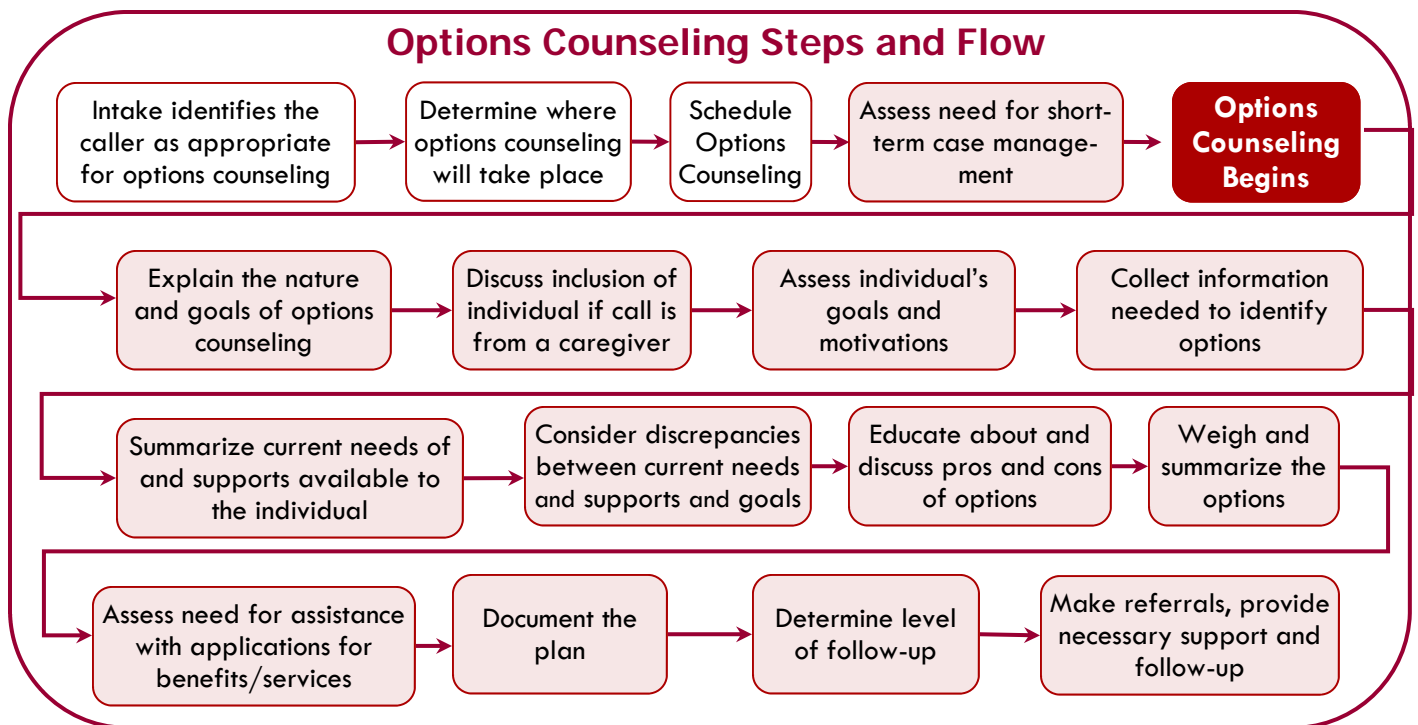 Options Counseling Steps and Flow
Intake identifies the
caller as appropriate
for options counseling
Determine where
options counseling
will take place
Schedule
Options
Counseling
Assess need for short-
term case manage-
ment
Options
Counseling
Begins
Explain the nature
and goals of options
counseling
Discuss inclusion of
individual if call is
from a caregiver
Assess individual's
goals and
motivations
Collect information
needed to identify
options
Summarize current needs of
and supports available to
the individual
Consider discrepancies
between current needs
and supports and goals
Educate about and
discuss pros and cons
of options
Weigh and
summarize the
options
Assess need for assistance
with applications for
benefits/services
Document the
plan
Determine level
of follow-up
Make referrals, provide
necessary support and
follow-up